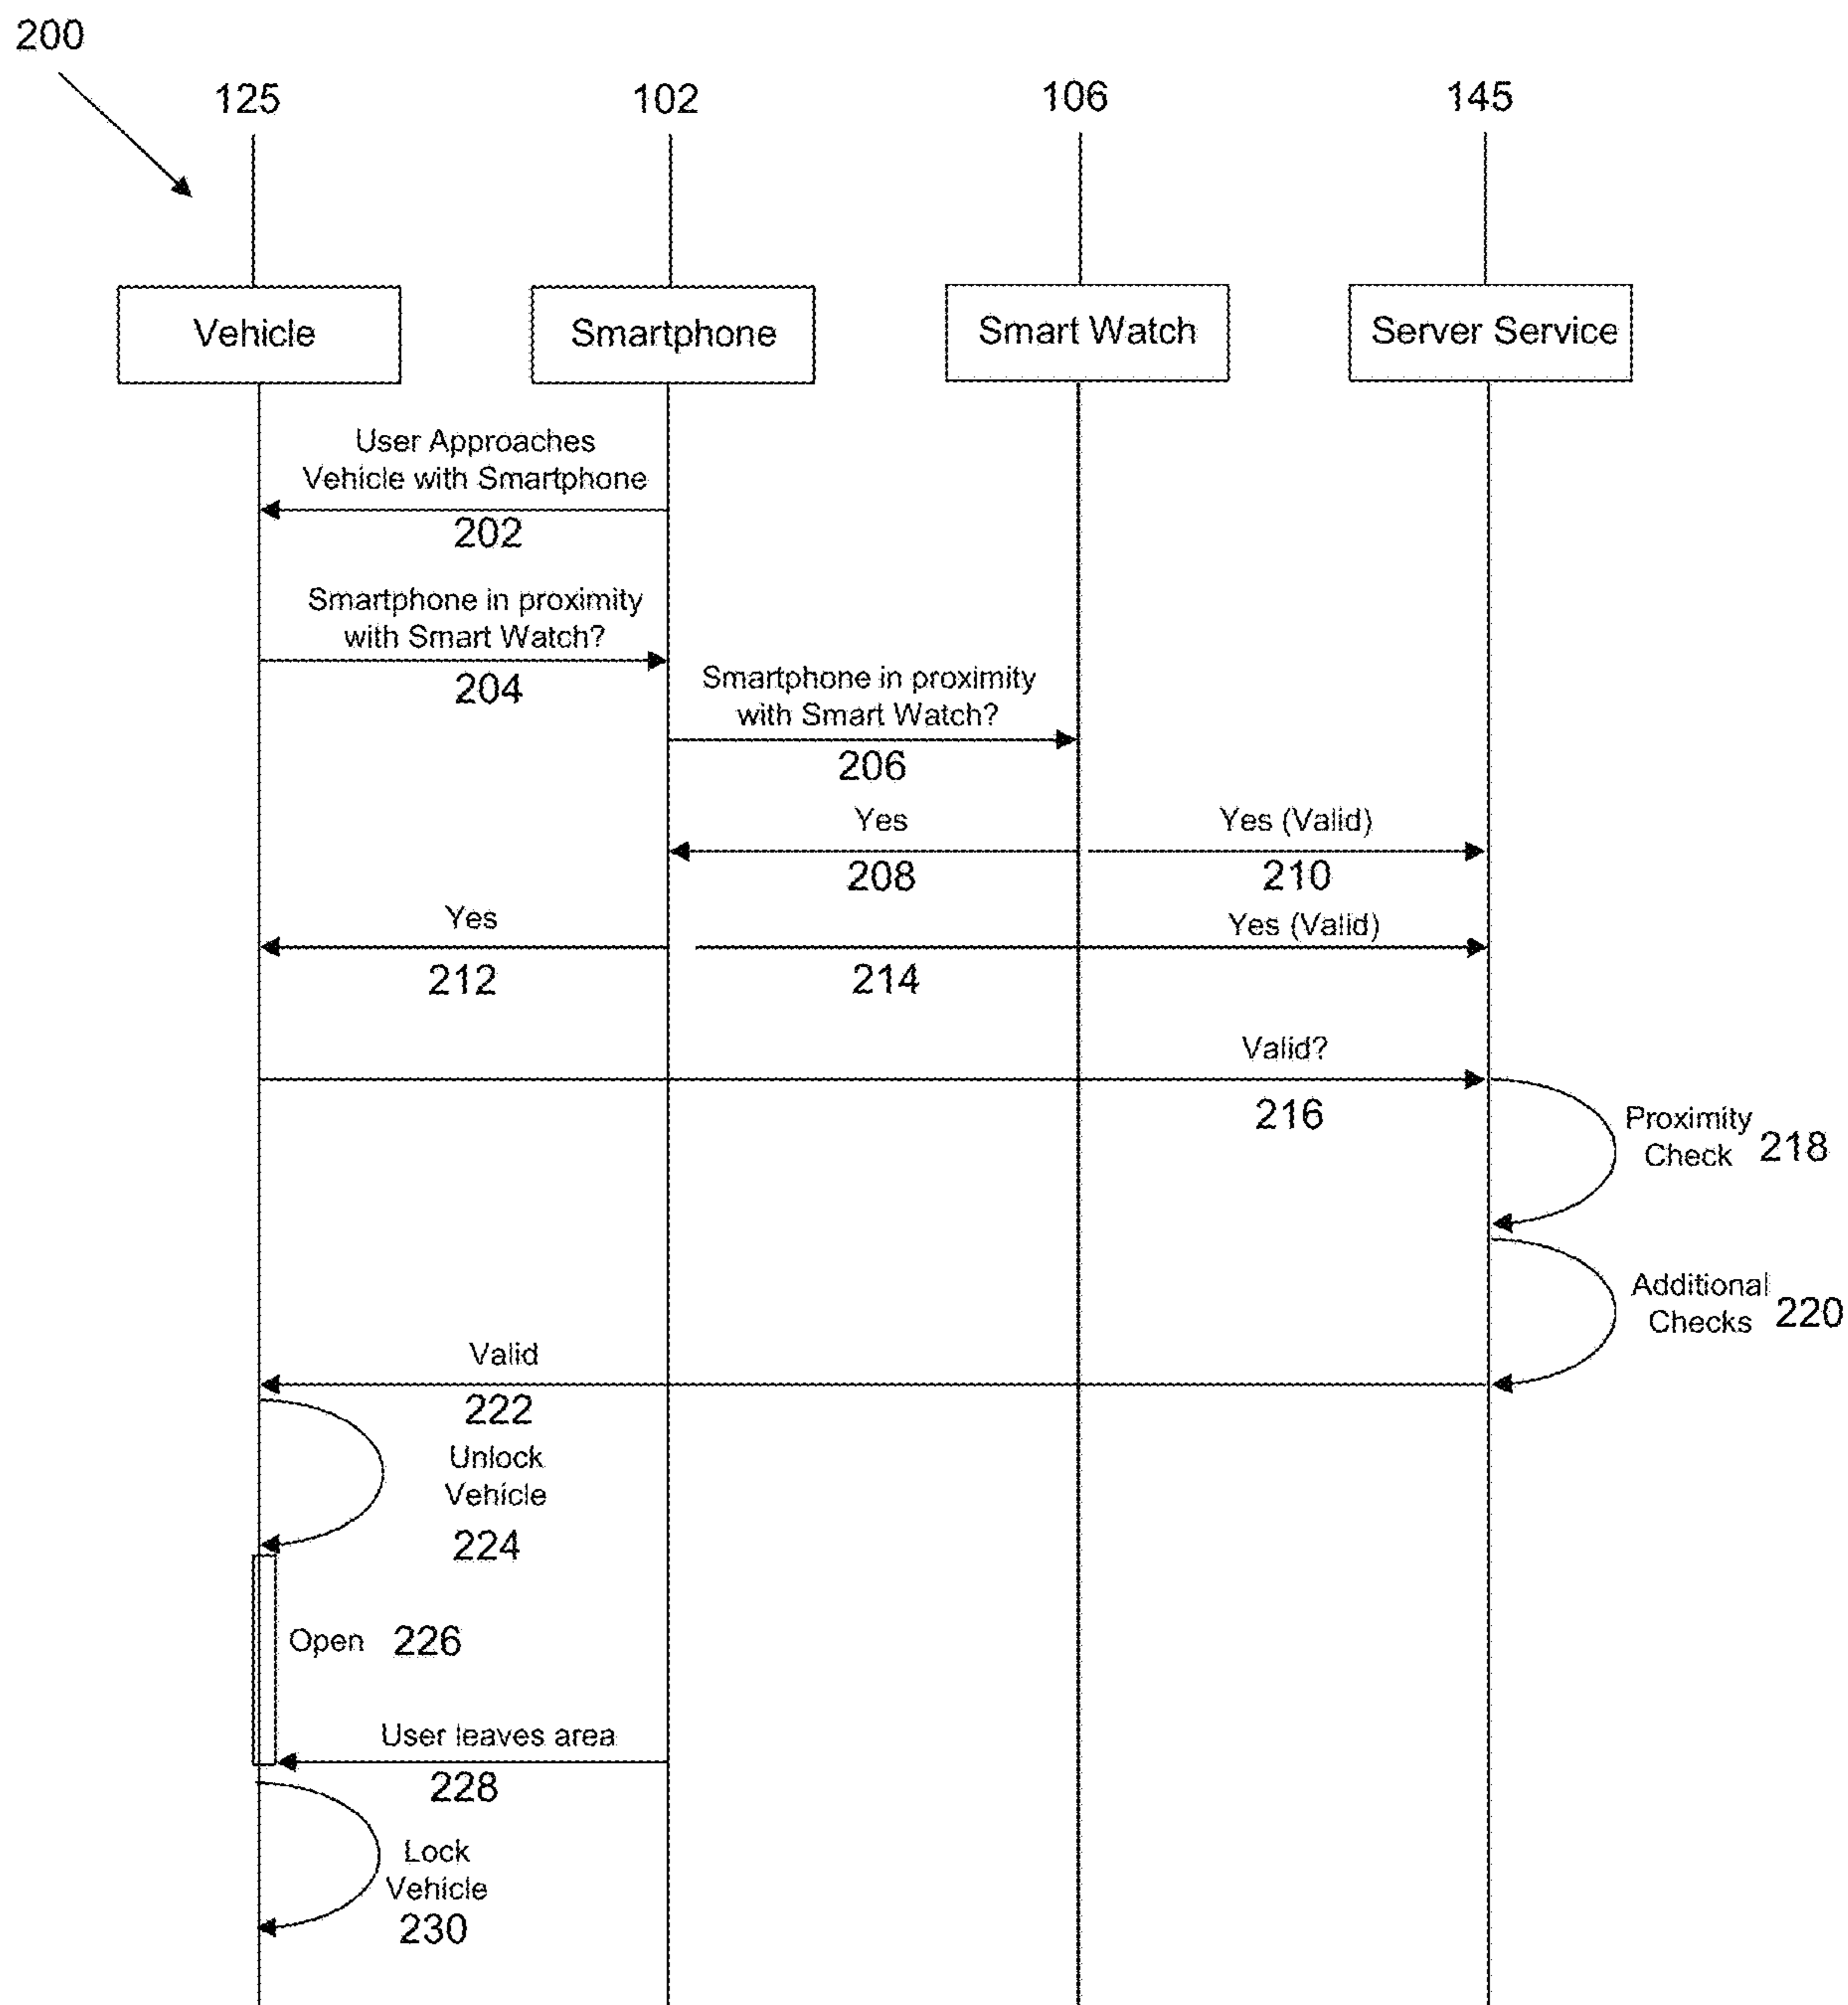 200
125
102
106
145
Vehicle
Smartphone
Smart Watch
Server Service
User Approaches
Vehicle with Smartphone
202
Smartphone in proximity
with Smart Watch?
204
Smartphone in proximity
with Smart Watch?
206
Yes
208
Yes (Valid)
210
Yes
212
Yes (Valid)
214
Valid?
216
Proximity
Check 218
Additional
Checks 220
Valid
222
Unlock
Vehicle
224
Open 226
User leaves area
228
Lock
Vehicle
230